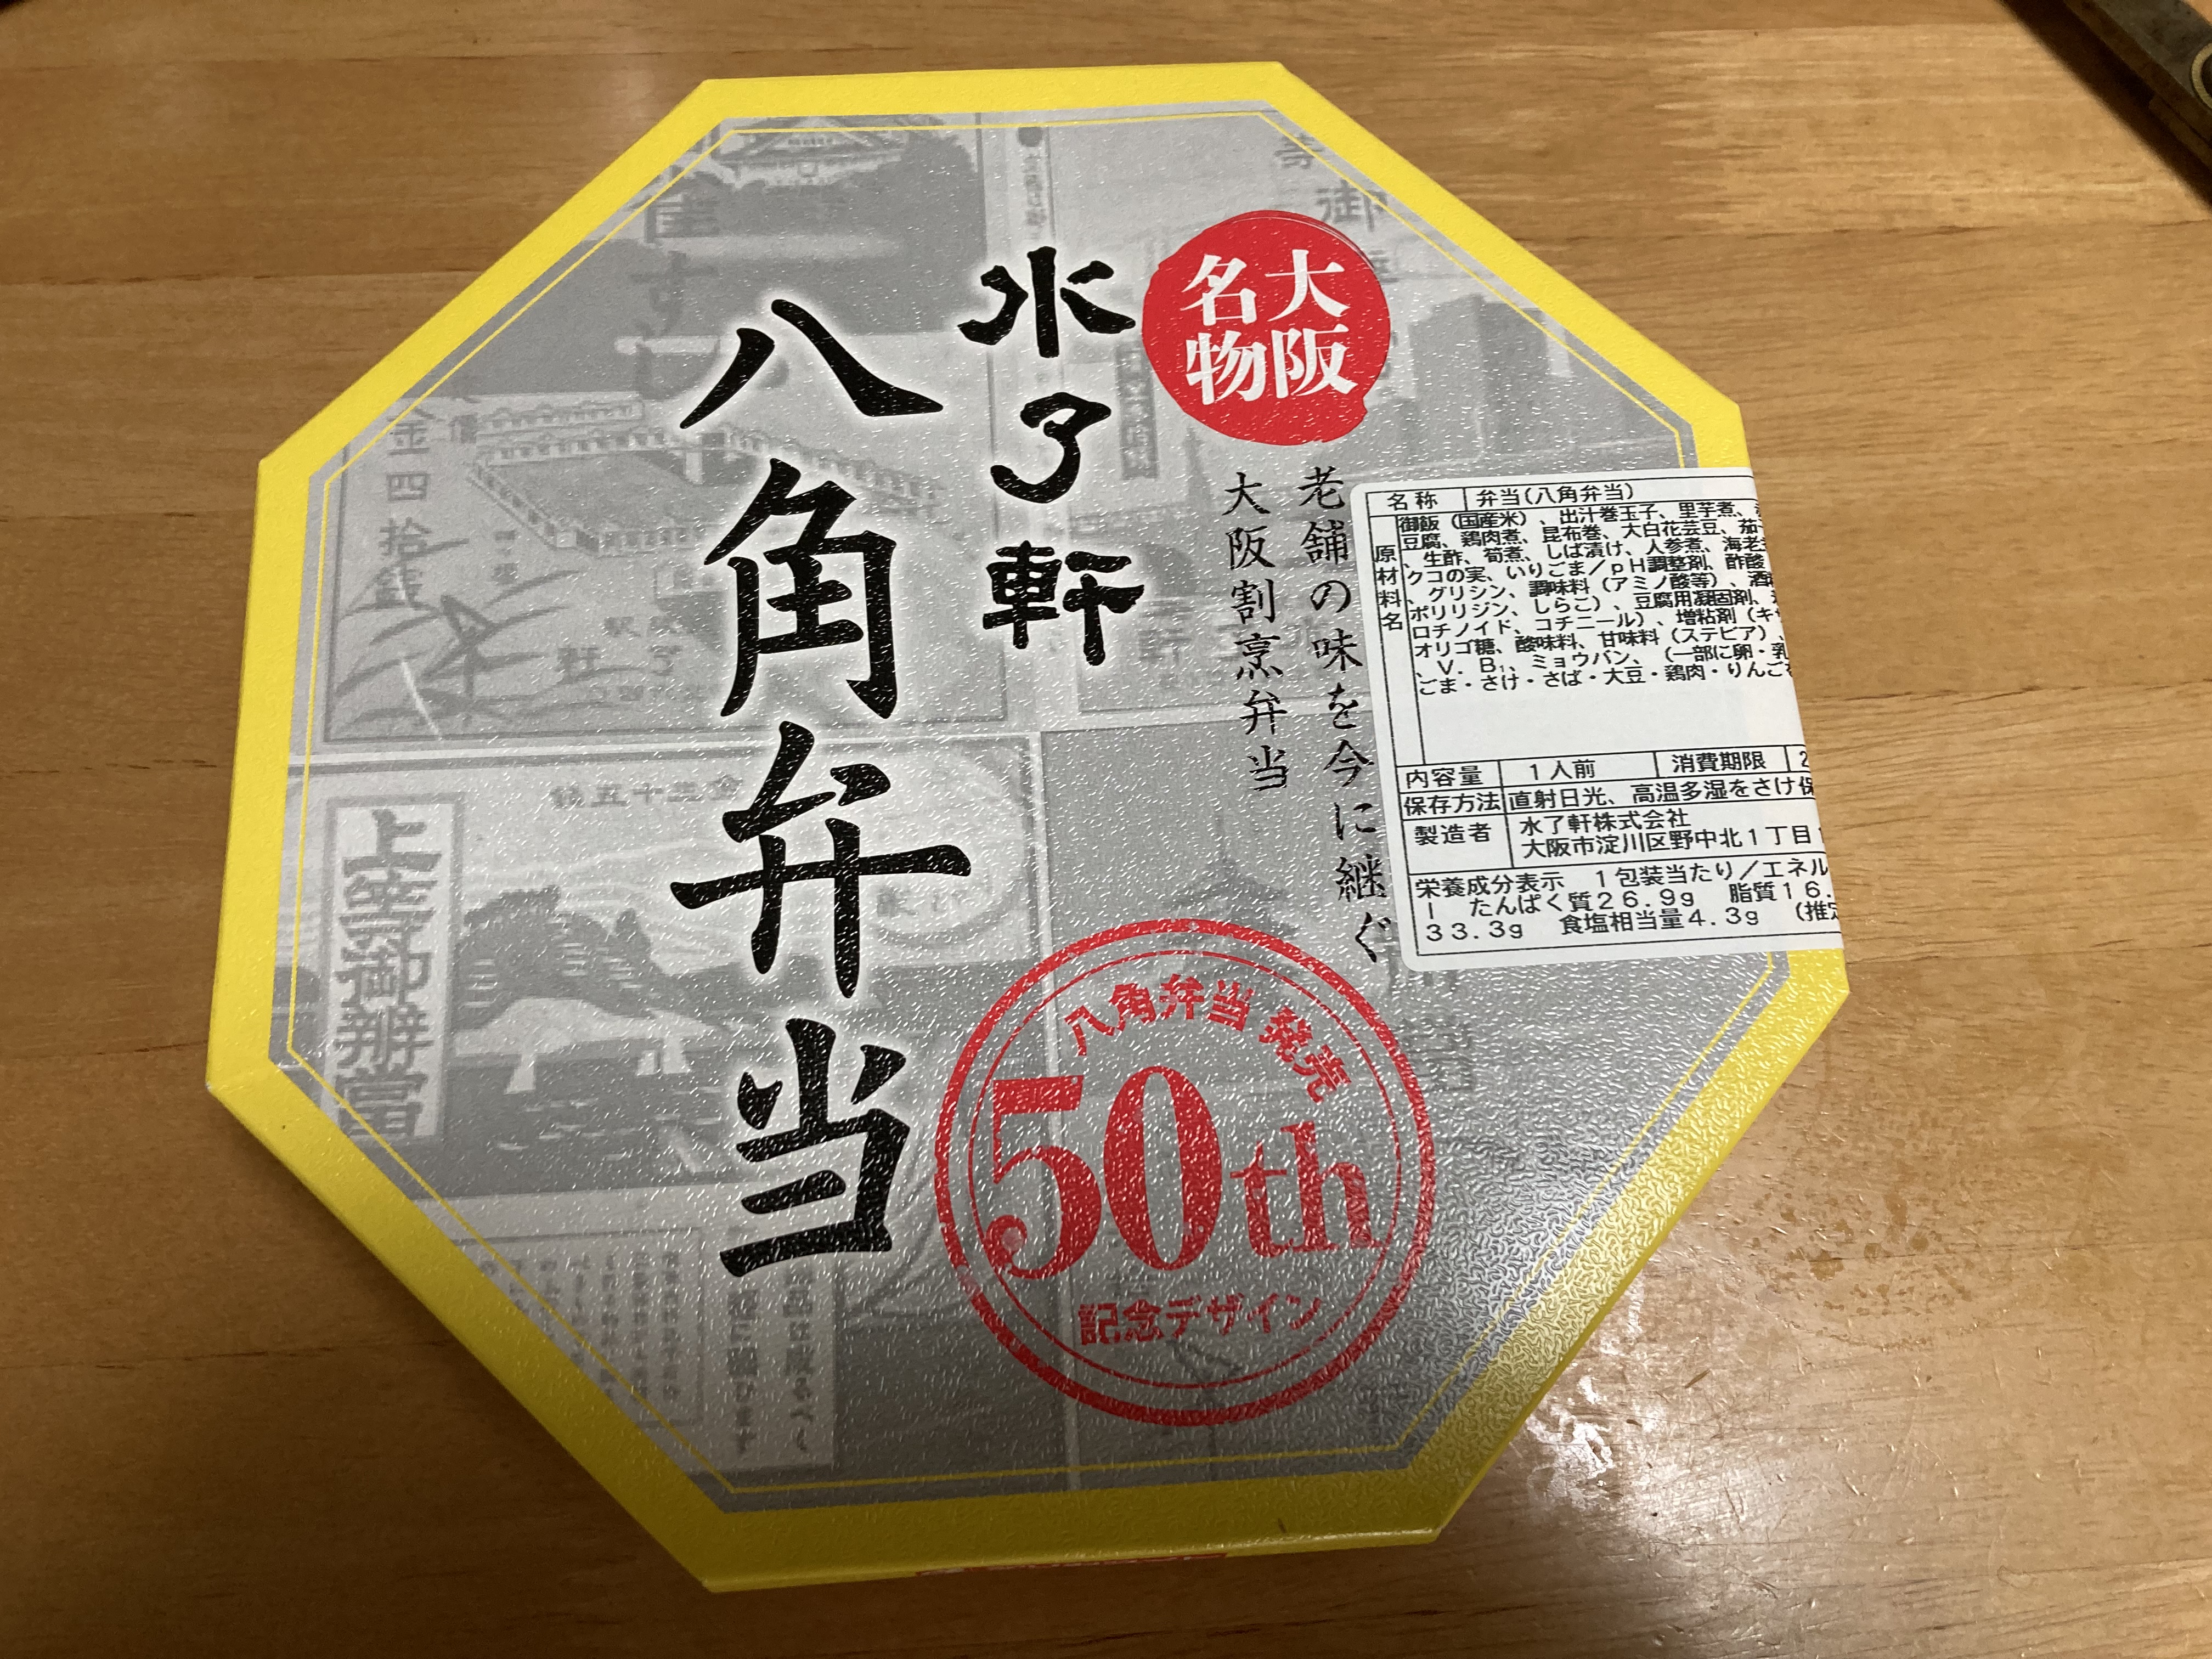 大阪
名物
老舗の味を今に継ぐ
大阪割烹弁当
水了軒
八角弁当
八角弁当 発売
50th
記念デザイン
名称 弁当(八角弁当)
原材料名
御飯(国産米)、出汁巻玉子、里芋煮、
豆腐、鶏肉煮、昆布巻、大白花芸豆、茄
、生酢、筍煮、しば漬け、人参煮、海老
クコの実、いりごま/pH調整剤、酢酸
、グリシン、調味料(アミノ酸等)、酒
ポリリジン、しらこ)、豆腐用凝固剤、
ロチノイド、コチニール)、増粘剤(キ
オリゴ糖、酸味料、甘味料(ステビア)、
、V.B₁、ミョウバン、(一部に卵・乳
ごま・さけ・さば・大豆・鶏肉・りんご
内容量 1人前 消費期限 2
保存方法 直射日光、高温多湿をさけ保
製造者 水了軒株式会社
大阪市淀川区野中北1丁目
栄養成分表示 1包装当たり/エネル
ー たんぱく質26.9g 脂質16.
33.3g 食塩相当量4.3g (推定
金四拾
上等御辨當